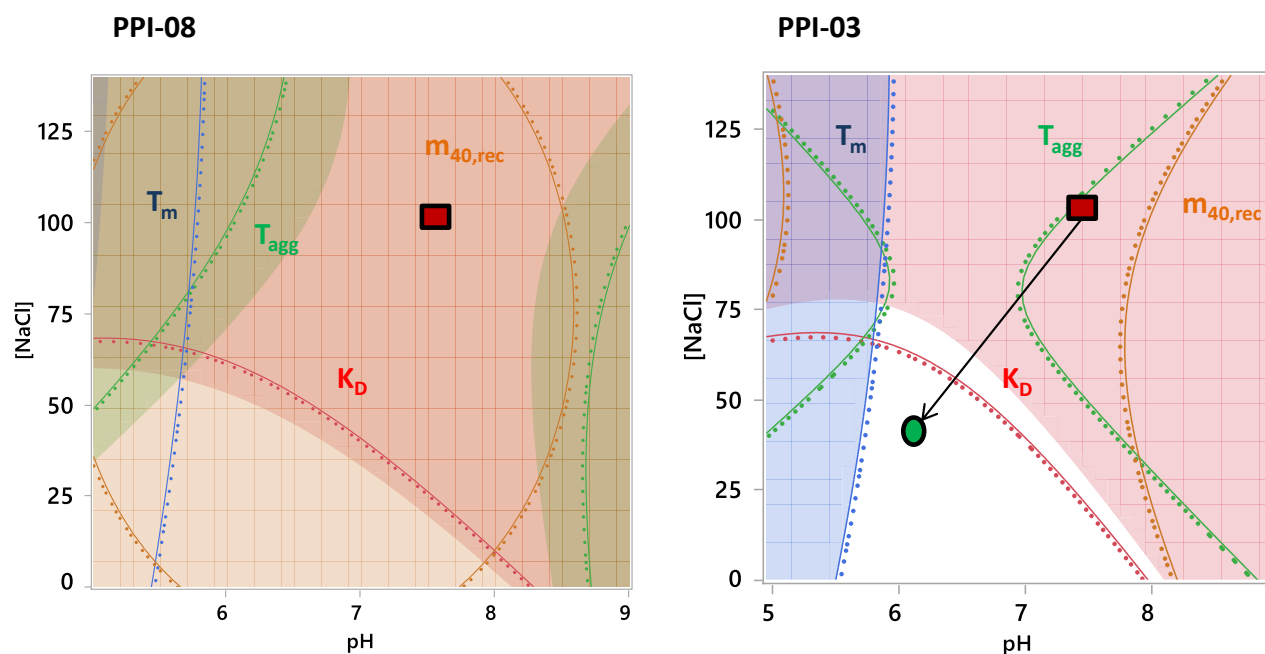 PPI-08
125
100
75
50
25
0
[NaCl]
Tm
Tagg
m40,rec
KD
6
7
8
9
pH
PPI-03
125
100
75
50
25
0
[NaCl]
Tm
Tagg
m40,rec
KD
5
6
7
8
pH